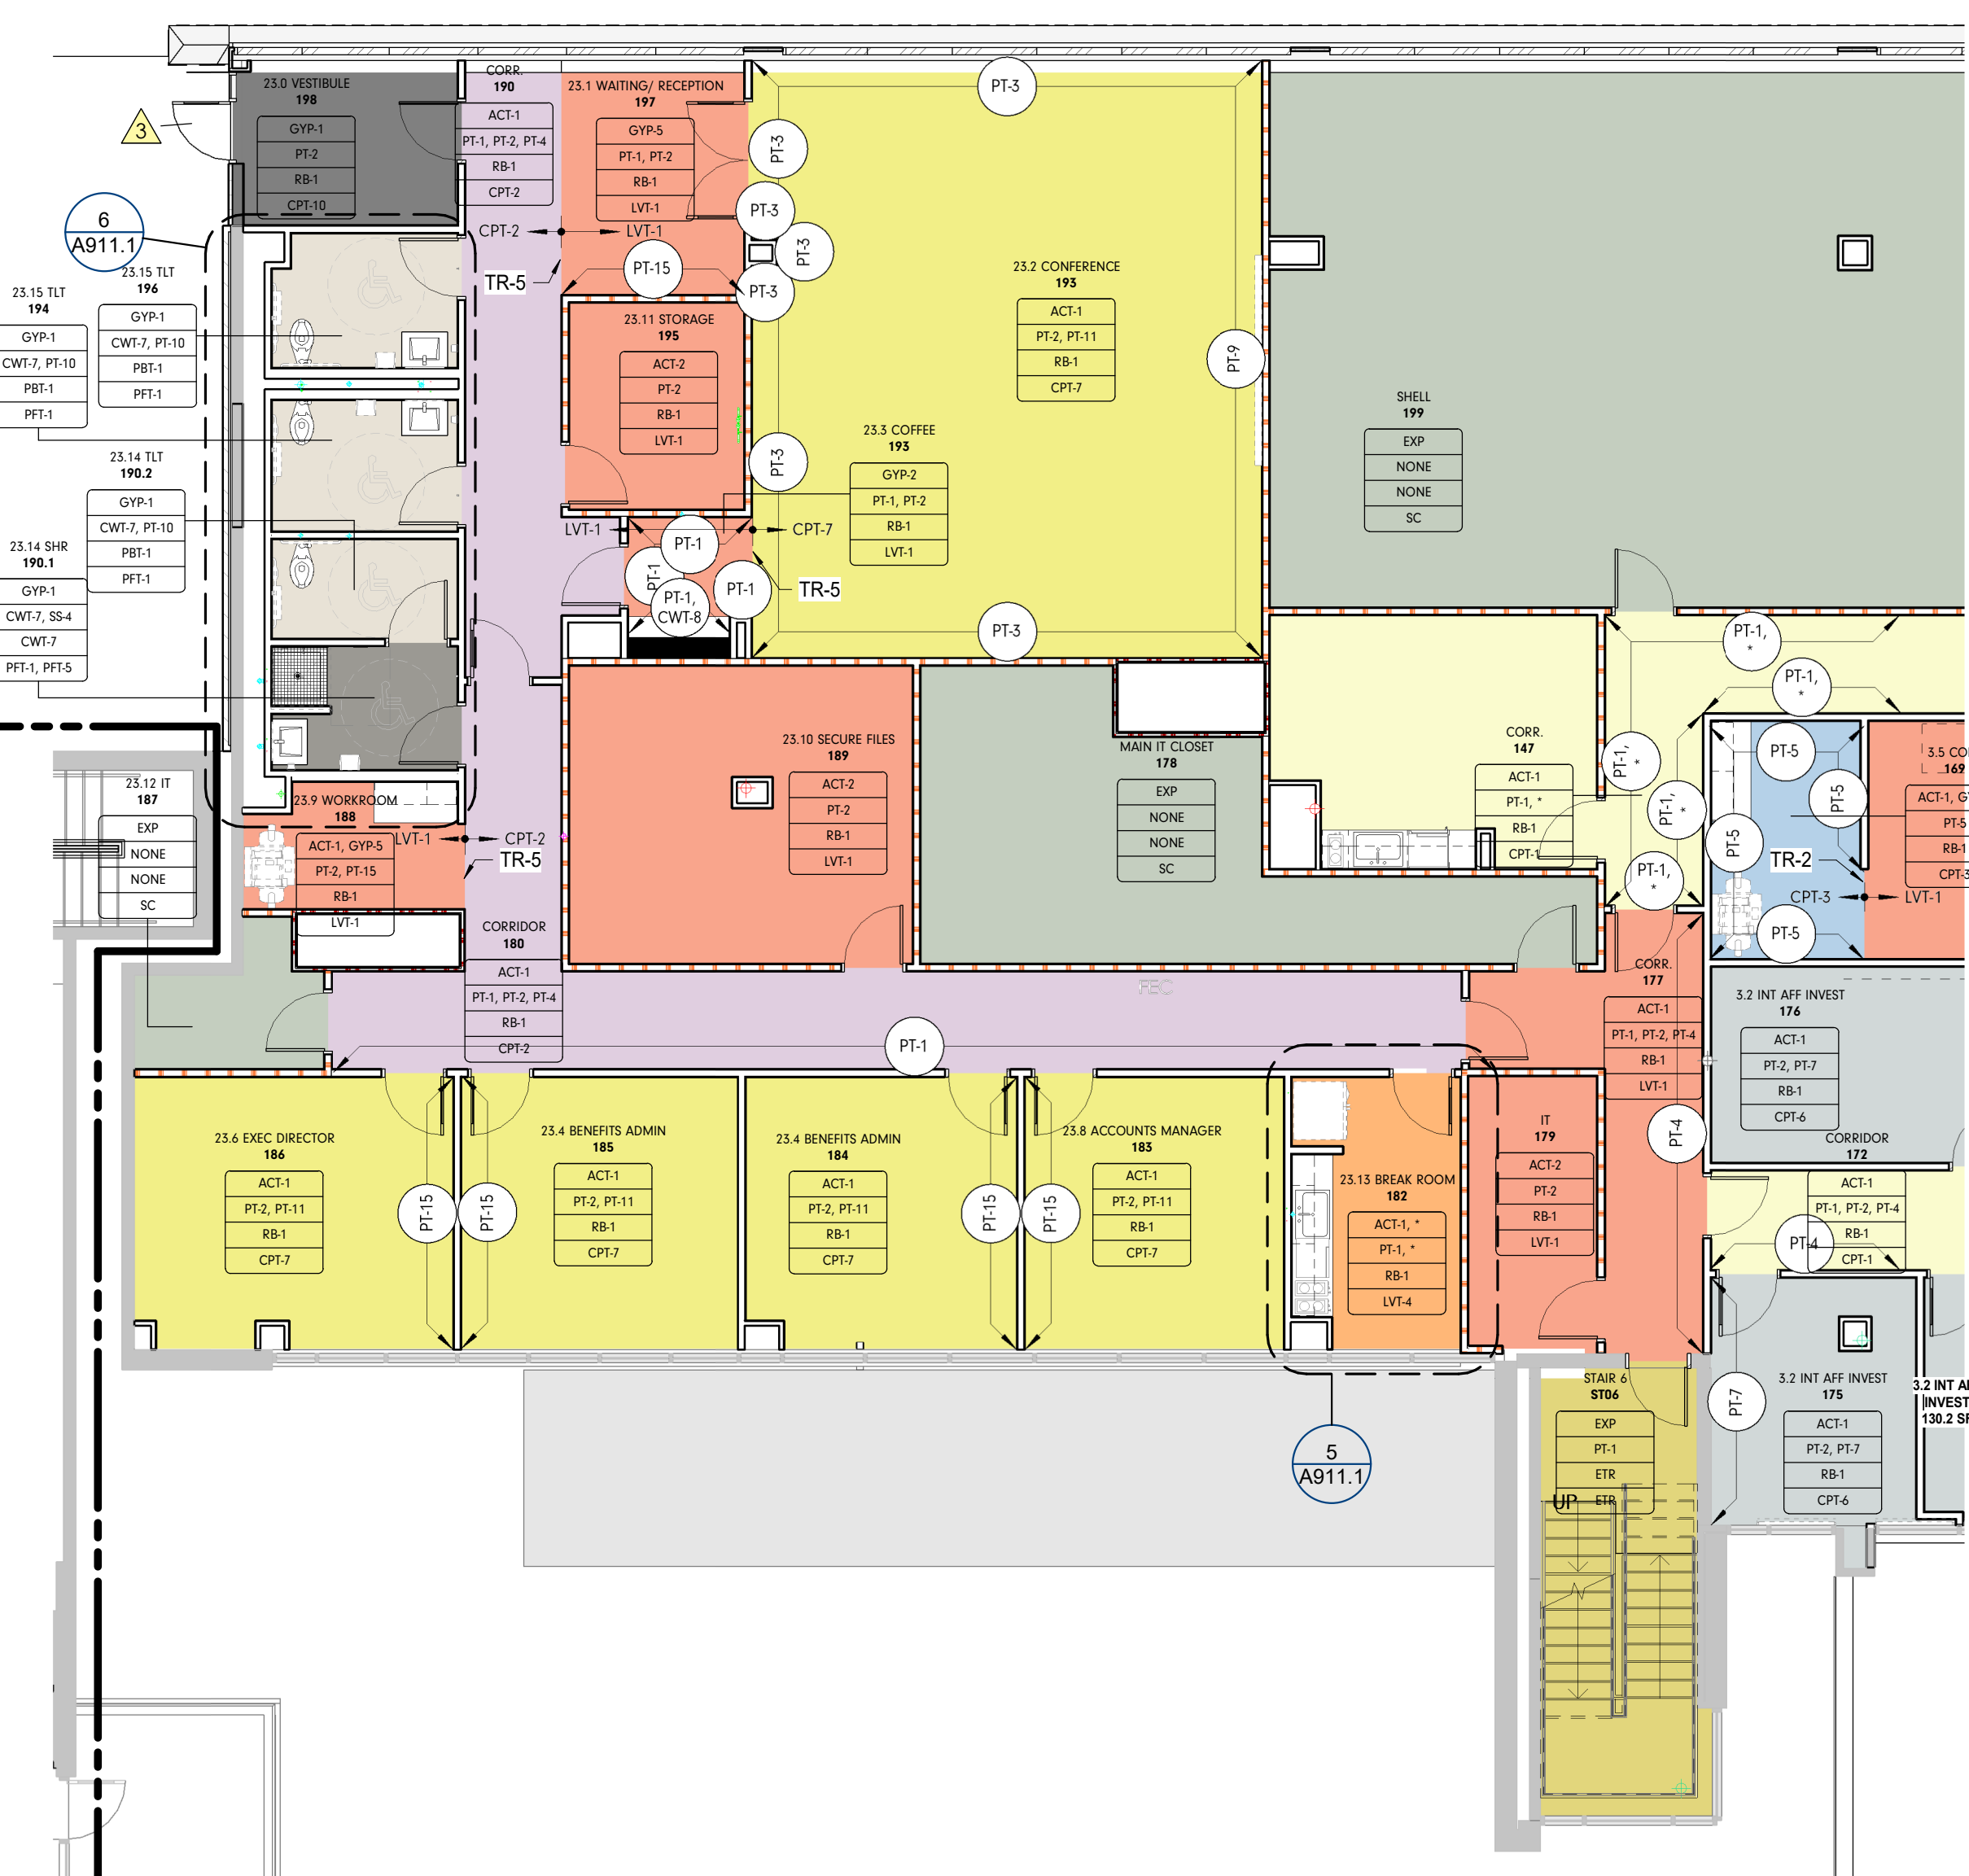 23.0 VESTIBULE
198
GYP-1
PT-2
RB-1
CPT-10
CORR.
190
ACT-1
PT-1, PT-2, PT-4
RB-1
CPT-2
23.1 WAITING/ RECEPTION
197
GYP-5
PT-1, PT-2
RB-1
LVT-1
PT-3
PT-3
PT-3
PT-3
PT-3
3
6
A911.1
CPT-2
LVT-1
TR-5
PT-15
23.15 TLT
196
GYP-1
CWT-7, PT-10
PBT-1
PFT-1
23.15 TLT
194
GYP-1
CWT-7, PT-10
PBT-1
PFT-1
23.11 STORAGE
195
ACT-2
PT-2
RB-1
LVT-1
23.2 CONFERENCE
193
ACT-1
PT-2, PT-11
RB-1
CPT-7
PT-9
SHELL
199
EXP
NONE
NONE
SC
23.3 COFFEE
193
GYP-2
PT-1, PT-2
RB-1
LVT-1
PT-3
23.14 TLT
190.2
GYP-1
CWT-7, PT-10
PBT-1
PFT-1
23.14 SHR
190.1
GYP-1
CWT-7, SS-4
CWT-7
PFT-1, PFT-5
LVT-1
CPT-7
PT-1
PT-1
PT-1
PT-1,
CWT-8
TR-5
PT-3
PT-1,
*
PT-1,
*
PT-1,
*
PT-1,
*
PT-1,
*
23.12 IT
187
EXP
NONE
NONE
SC
23.9 WORKROOM
188
ACT-1, GYP-5
PT-2, PT-15
RB-1
LVT-1
LVT-1
CPT-2
TR-5
23.10 SECURE FILES
189
ACT-2
PT-2
RB-1
LVT-1
MAIN IT CLOSET
178
EXP
NONE
NONE
SC
CORR.
147
ACT-1
PT-1, *
RB-1
CPT-1
PT-5
PT-5
PT-5
PT-5
TR-2
CPT-3
LVT-1
3.5 CO
169
ACT-1, G
PT-5
RB-1
CPT-3
CORRIDOR
180
ACT-1
PT-1, PT-2, PT-4
RB-1
CPT-2
FEC
PT-1
CORR.
177
ACT-1
PT-1, PT-2, PT-4
RB-1
LVT-1
PT-4
3.2 INT AFF INVEST
176
ACT-1
PT-2, PT-7
RB-1
CPT-6
CORRIDOR
172
ACT-1
PT-1, PT-2, PT-4
RB-1
CPT-1
PT-4
23.6 EXEC DIRECTOR
186
ACT-1
PT-2, PT-11
RB-1
CPT-7
PT-15
PT-15
23.4 BENEFITS ADMIN
185
ACT-1
PT-2, PT-11
RB-1
CPT-7
23.4 BENEFITS ADMIN
184
ACT-1
PT-2, PT-11
RB-1
CPT-7
PT-15
PT-15
23.8 ACCOUNTS MANAGER
183
ACT-1
PT-2, PT-11
RB-1
CPT-7
23.13 BREAK ROOM
182
ACT-1, *
PT-1, *
RB-1
LVT-4
IT
179
ACT-2
PT-2
RB-1
LVT-1
5
A911.1
STAIR 6
ST06
EXP
PT-1
ETR
ETR
UP
PT-7
3.2 INT AFF INVEST
175
ACT-1
PT-2, PT-7
RB-1
CPT-6
3.2 INT A
INVEST
130.2 S